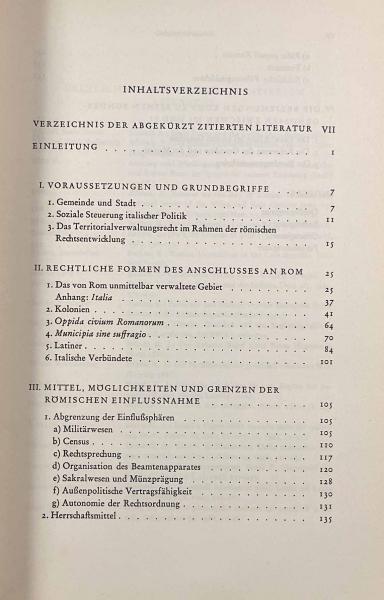 INHALTSVERZEICHNIS
VERZEICHNIS DER ABGEKÜRZT ZITIERTEN LITERATUR VII
EINLEITUNG . . . . . . . . . . . . . . . . . . . . 1
I. VORAUSSETZUNGEN UND GRUNDBEGRIFFE . . . . 7
1. Gemeinde und Stadt . . . . . . . . . . . . . . . . 7
2. Soziale Steuerung italischer Politik . . . . . . . . . . 11
3. Das Territorialverwaltungsrecht im Rahmen der römischen
Rechtsentwicklung . . . . . . . . . . . . . . . . . 15
II. RECHTLICHE FORMEN DES ANSCHLUSSES AN ROM 25
1. Das von Rom unmittelbar verwaltete Gebiet . . . . . . 25
Anhang: Italia . . . . . . . . . . . . . . . . . . 37
2. Kolonien . . . . . . . . . . . . . . . . . . . . 41
3. Oppida civium Romanorum . . . . . . . . . . . . . 64
4. Municipia sine suffragio . . . . . . . . . . . . . . 70
5. Latiner . . . . . . . . . . . . . . . . . . . . . 84
6. Italische Verbündete . . . . . . . . . . . . . . . 101
III. MITTEL, MÖGLICHKEITEN UND GRENZEN DER
RÖMISCHEN EINFLUSSNAHME . . . . . . . . . . . 105
1. Abgrenzung der Einflußsphären . . . . . . . . . . . 105
a) Militärwesen . . . . . . . . . . . . . . . . . . 105
b) Census . . . . . . . . . . . . . . . . . . . . . 110
c) Rechtsprechung . . . . . . . . . . . . . . . . . 117
d) Organisation des Beamtenapparates . . . . . . . . . 120
e) Sakralwesen und Münzprägung . . . . . . . . . . . 128
f) Außenpolitische Vertragsfähigkeit . . . . . . . . . . 130
g) Autonomie der Rechtsordnung . . . . . . . . . . . 131
2. Herrschaftsmittel . . . . . . . . . . . . . . . . . 135